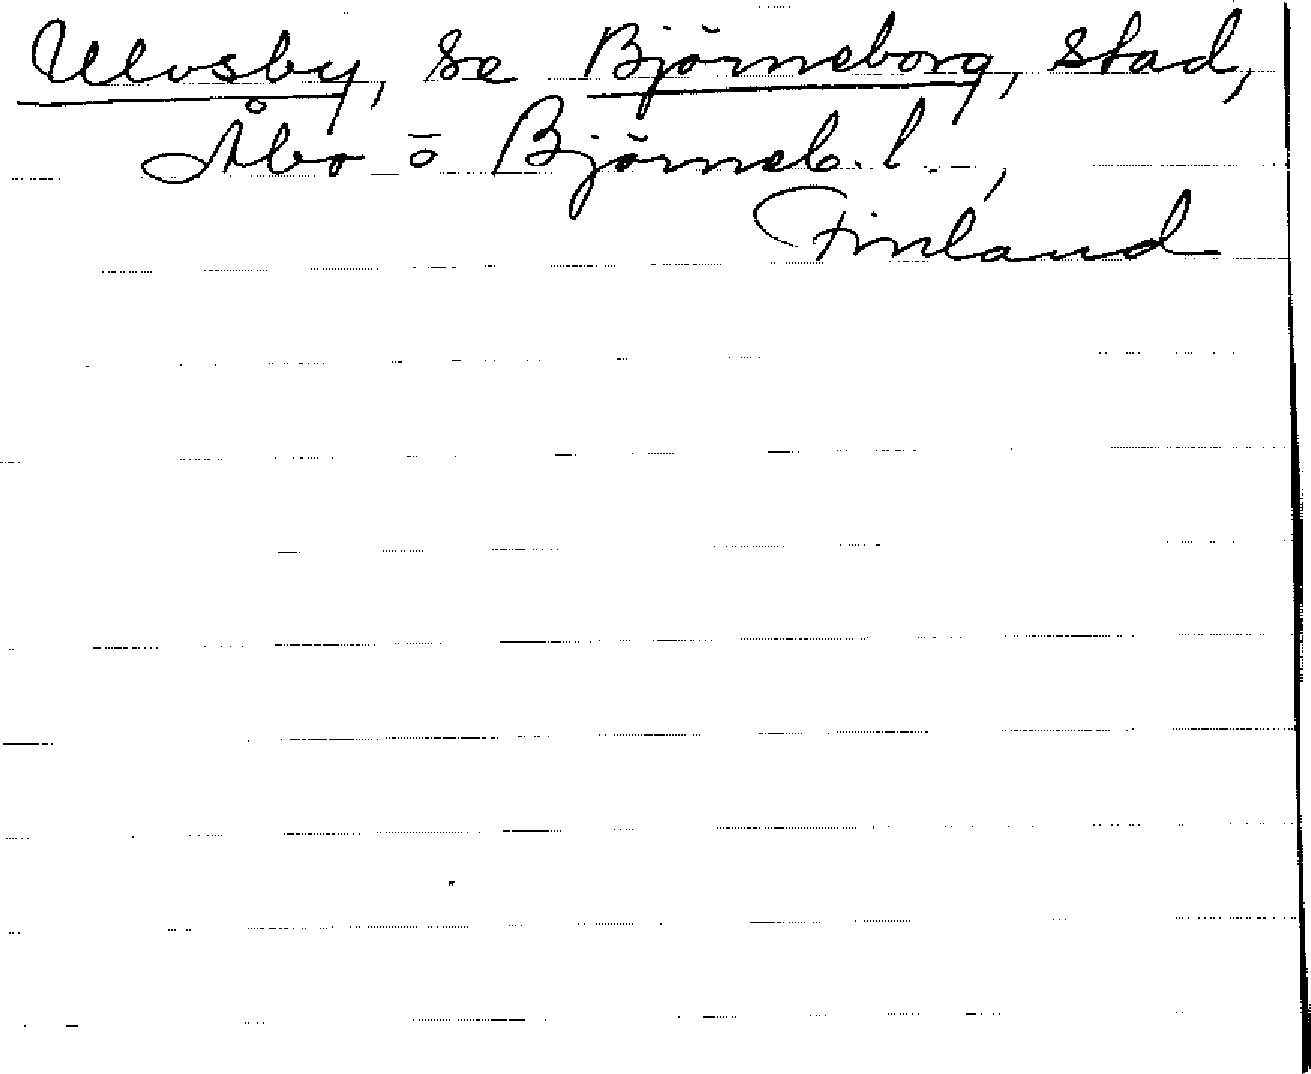 Ulvsby, se Björneborg, stad,
Åbo o Björneb. l.,
Finland